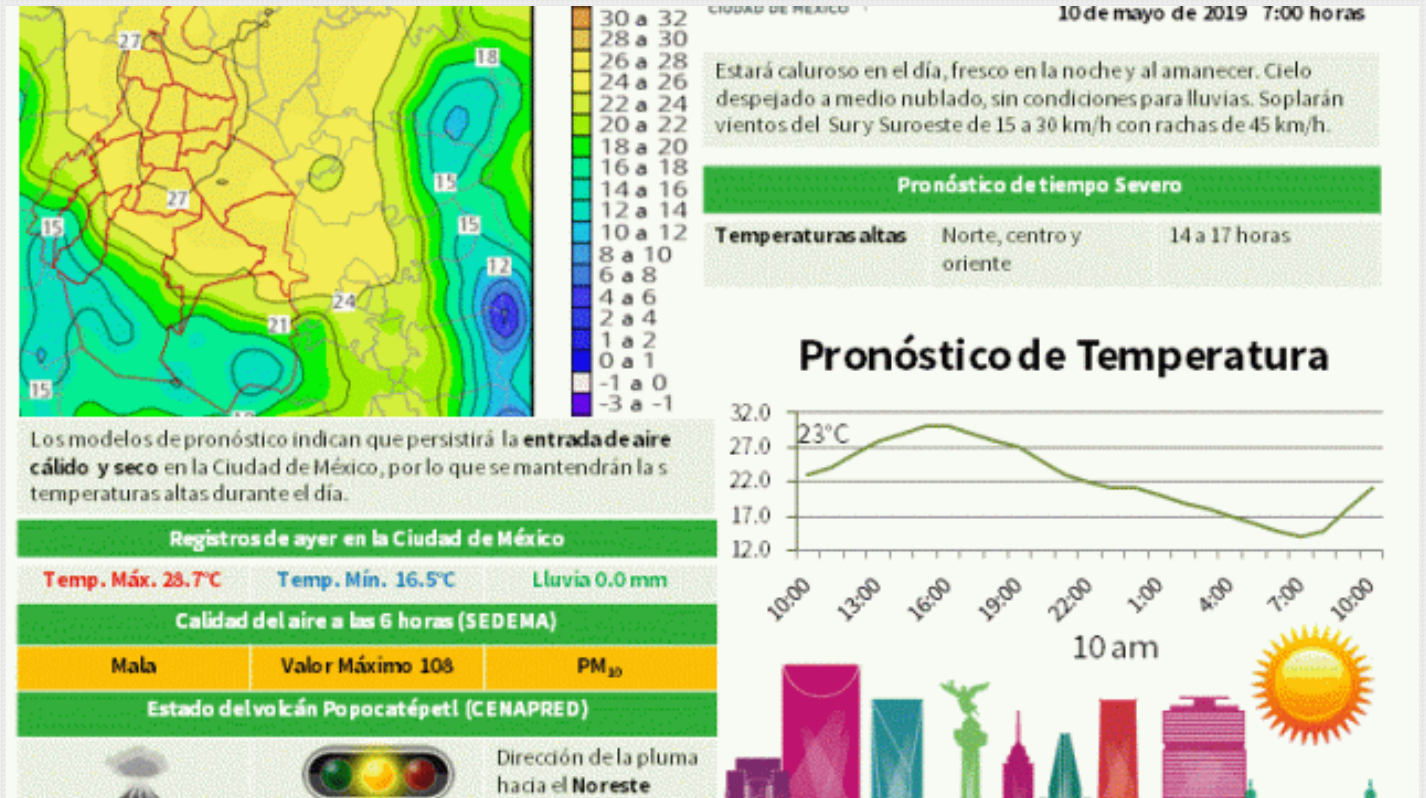 27
18
15
27
15
15
12
24
21
15
30 a 32
28 a 30
26 a 28
24 a 26
22 a 24
20 a 22
18 a 20
16 a 18
14 a 16
12 a 14
10 a 12
8 a 10
6 a 8
4 a 6
2 a 4
1 a 2
0 a 1
-1 a 0
-3 a -1
Los modelos de pronóstico indican que persistirá la entrada de aire
cálido y seco en la Ciudad de México, por lo que se mantendrán la s
temperaturas altas durante el día.
Registros de ayer en la Ciudad de México
Temp. Máx. 28.7°C Temp. Mín. 16.5°C Lluvia 0.0 mm
Calidad del aire a las 6 horas (SEDEMA)
Mala Valor Máximo 108 PM10
Estado del volcán Popocatépetl (CENAPRED)
Dirección de la pluma
hacia el Noreste
CIUDAD DE MÉXICO
10 de mayo de 2019 7:00 horas
Estará caluroso en el día, fresco en la noche y al amanecer. Cielo
despejado a medio nublado, sin condiciones para lluvias. Soplarán
vientos del Sur y Suroeste de 15 a 30 km/h con rachas de 45 km/h.
Pronóstico de tiempo Severo
Temperaturas altas Norte, centro y 14 a 17 horas
oriente
Pronóstico de Temperatura
32.0
23°C
27.0
22.0
17.0
12.0
10:00 13:00 16:00 19:00 22:00 1:00 4:00 7:00 10:00
10 am